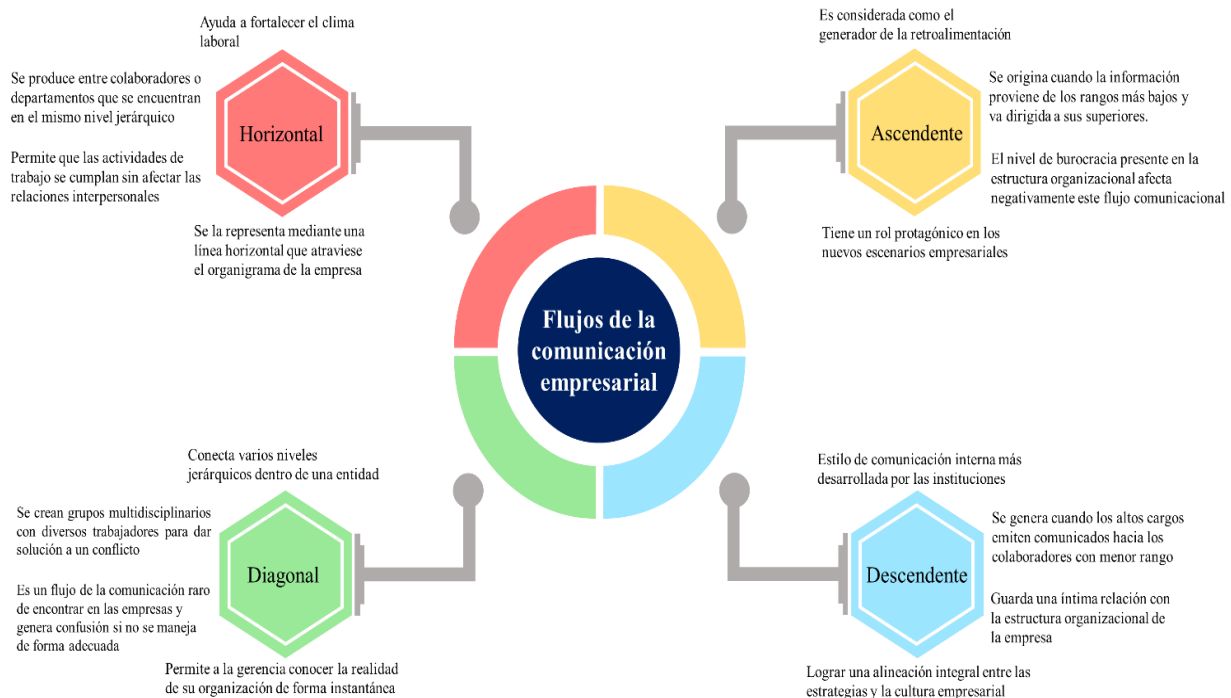 Ayuda a fortalecer el clima
laboral
Se produce entre colaboradores o
departamentos que se encuentran
en el mismo nivel jerárquico
Horizontal
Permite que las actividades de
trabajo se cumplan sin afectar las
relaciones interpersonales
Se la representa mediante una
línea horizontal que atraviese
el organigrama de la empresa
Es considerada como el
generador de la retroalimentación
Se origina cuando la información
proviene de los rangos más bajos y
va dirigida a sus superiores.
Ascendente
El nivel de burocracia presente en la
estructura organizacional afecta
negativamente este flujo comunicacional
Tiene un rol protagónico en los
nuevos escenarios empresariales
Flujos de la
comunicación
empresarial
Conecta varios niveles
jerárquicos dentro de una entidad
Se crean grupos multidisciplinarios
con diversos trabajadores para dar
solución a un conflicto
Diagonal
Es un flujo de la comunicación raro
de encontrar en las empresas y
genera confusión si no se maneja
de forma adecuada
Permite a la gerencia conocer la realidad
de su organización de forma instantánea
Estilo de comunicación interna más
desarrollada por las instituciones
Se genera cuando los altos cargos
emiten comunicados hacia los
colaboradores con menor rango
Descendente
Guarda una íntima relación con
la estructura organizacional de
la empresa
Lograr una alineación integral entre las
estrategias y la cultura empresarial